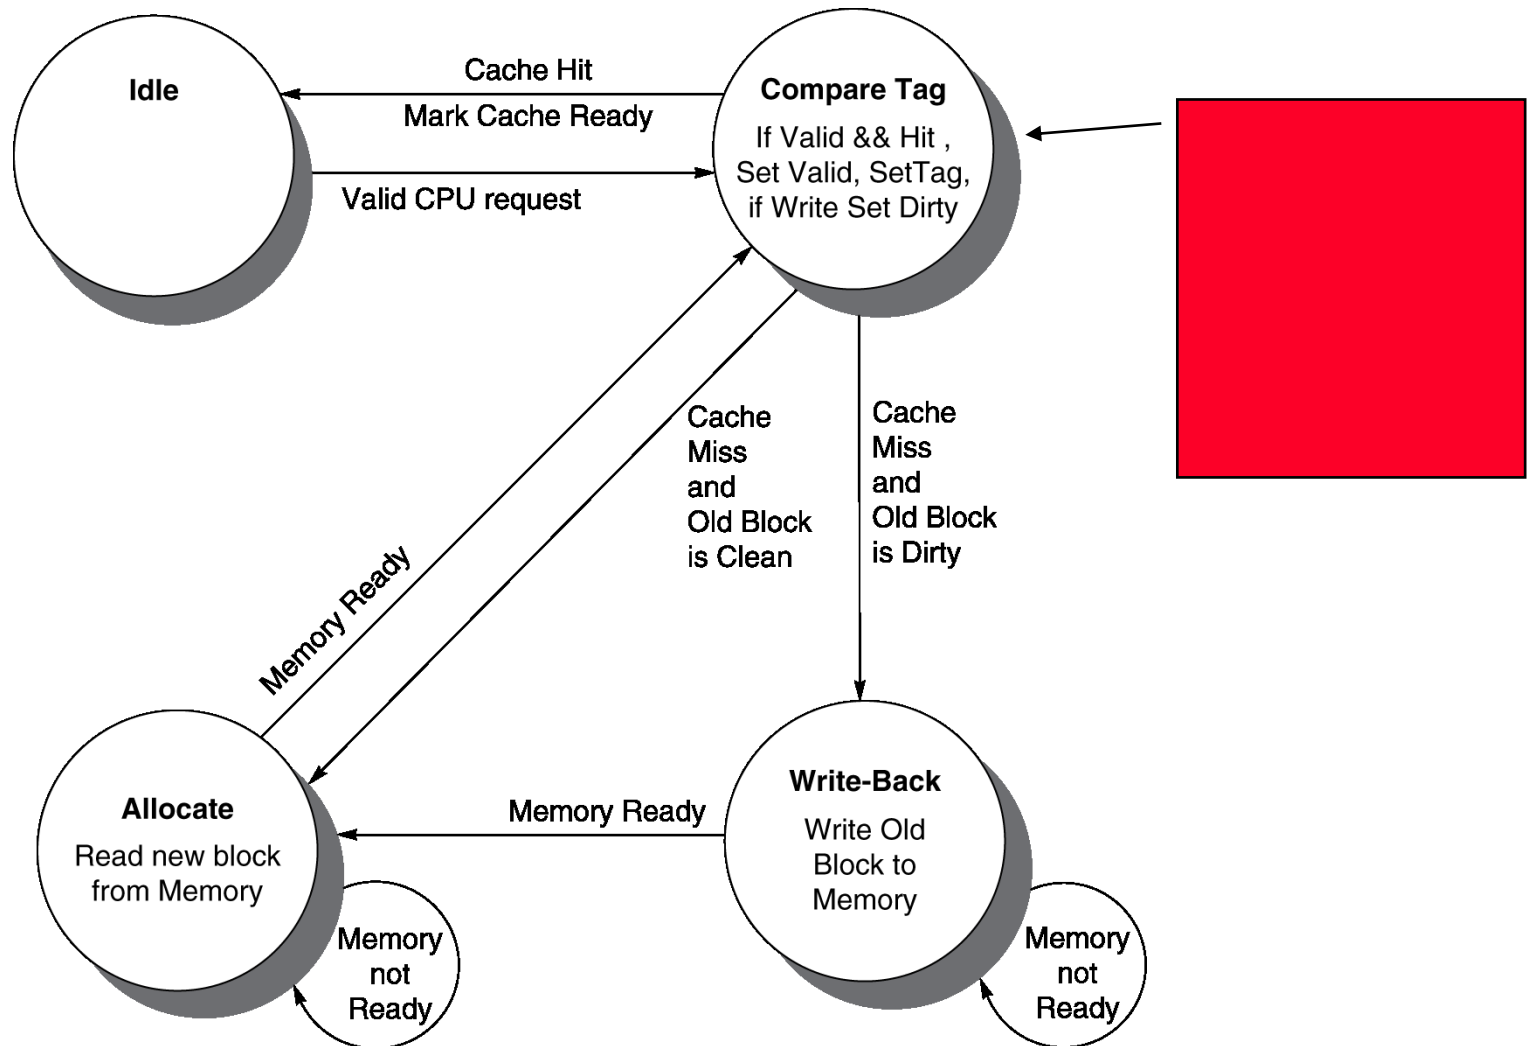 Idle
Cache Hit
Mark Cache Ready
Valid CPU request
Compare Tag
If Valid && Hit ,
Set Valid, SetTag,
if Write Set Dirty
Cache
Miss
and
Old Block
is Clean
Cache
Miss
and
Old Block
is Dirty
Memory Ready
Allocate
Read new block
from Memory
Memory
not
Ready
Memory Ready
Write-Back
Write Old
Block to
Memory
Memory
not
Ready